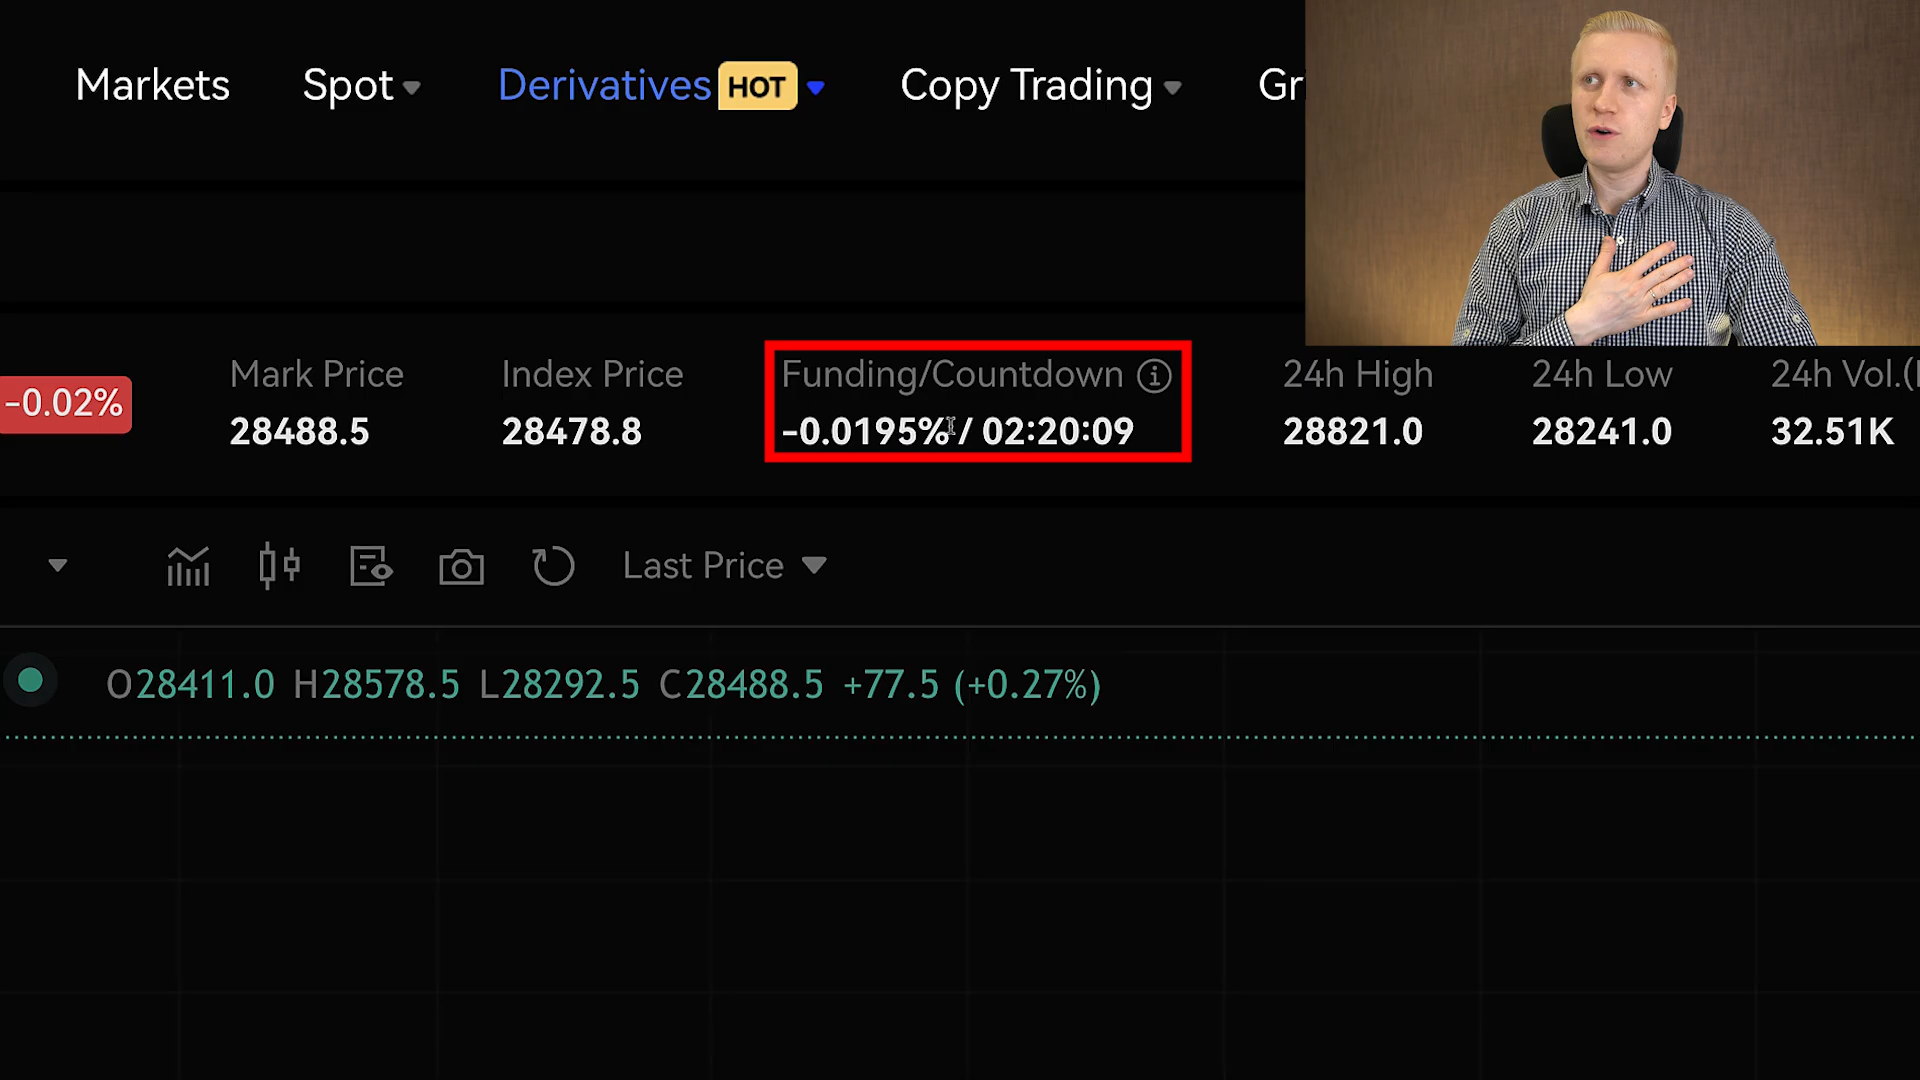 Markets Spot Derivatives HOT Copy Trading Gr
-0.02%
Mark Price Index Price Funding/Countdown 24h High 24h Low 24h Vol.(
28488.5 28478.8 -0.0195% / 02:20:09 28821.0 28241.0 32.51K
Last Price
O28411.0 H28578.5 L28292.5 C28488.5 +77.5 (+0.27%)